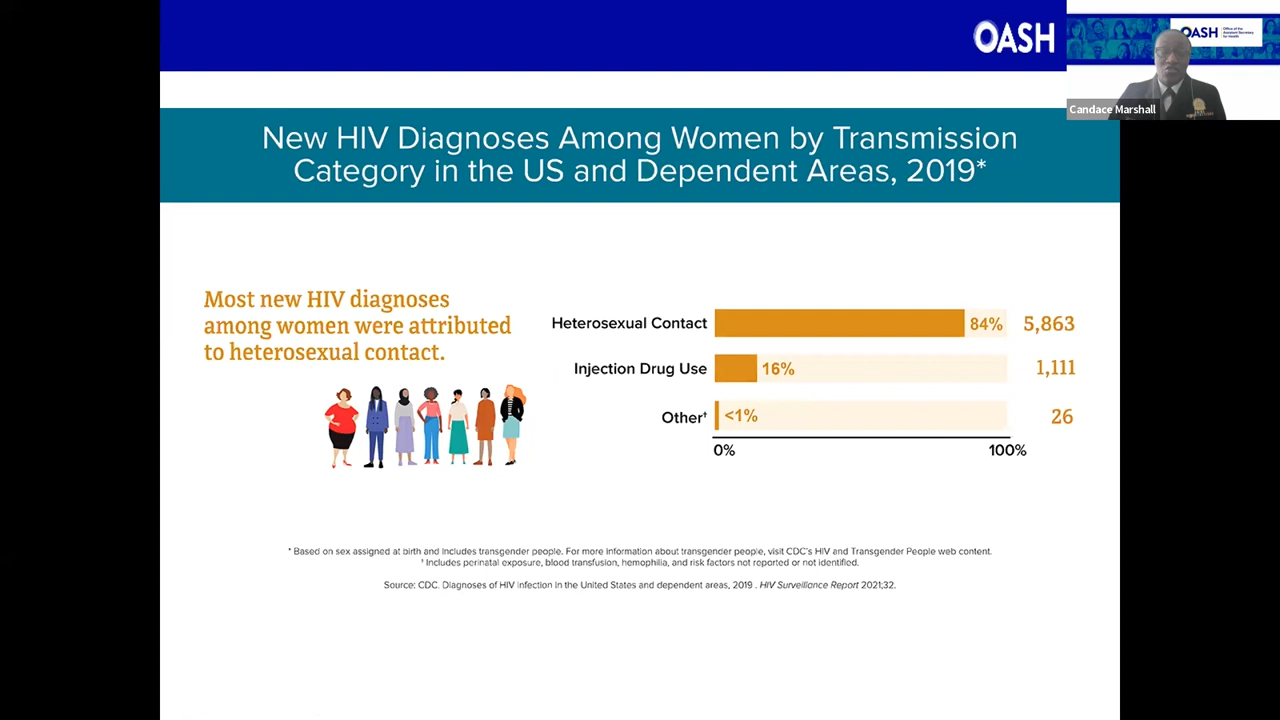 OASH
OASH
Office of the
Assistant Secretary
for Health
Candace Marshall
New HIV Diagnoses Among Women by Transmission
Category in the US and Dependent Areas, 2019*
Most new HIV diagnoses
among women were attributed
to heterosexual contact.
Heterosexual Contact 84% 5,863
Injection Drug Use 16% 1,111
Other† <1% 26
0% 100%
* Based on sex assigned at birth and includes transgender people. For more information about transgender people, visit CDC's HIV and Transgender People web content.
† Includes perinatal exposure, blood transfusion, hemophilia, and risk factors not reported or not identified.
Source: CDC. Diagnoses of HIV infection in the United States and dependent areas, 2019 . HIV Surveillance Report 2021;32.